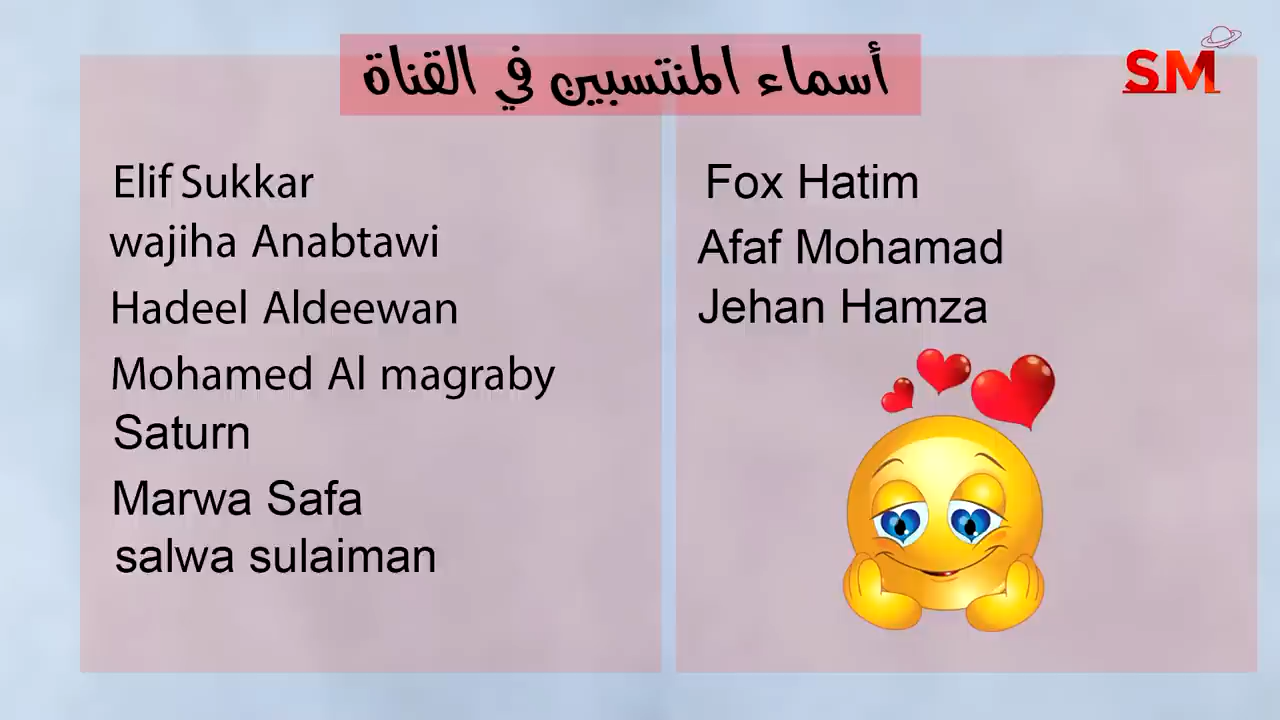 أسماء المنتسبين في القناة
SM
Elif Sukkar
wajiha Anabtawi
Hadeel Aldeewan
Mohamed Al magraby
Saturn
Marwa Safa
salwa sulaiman
Fox Hatim
Afaf Mohamad
Jehan Hamza